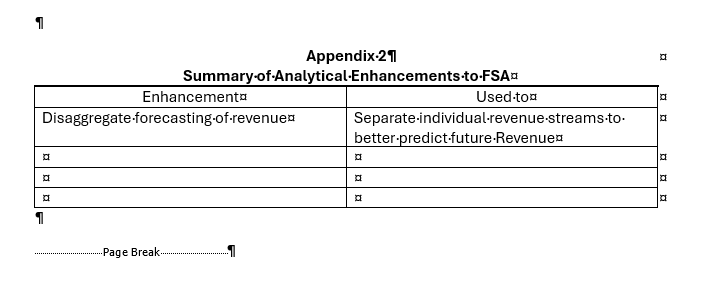 Appendix 2
Summary of Analytical Enhancements to FSA
Enhancement
Used to
Disaggregate forecasting of revenue
Separate individual revenue streams to
better predict future Revenue
Page Break